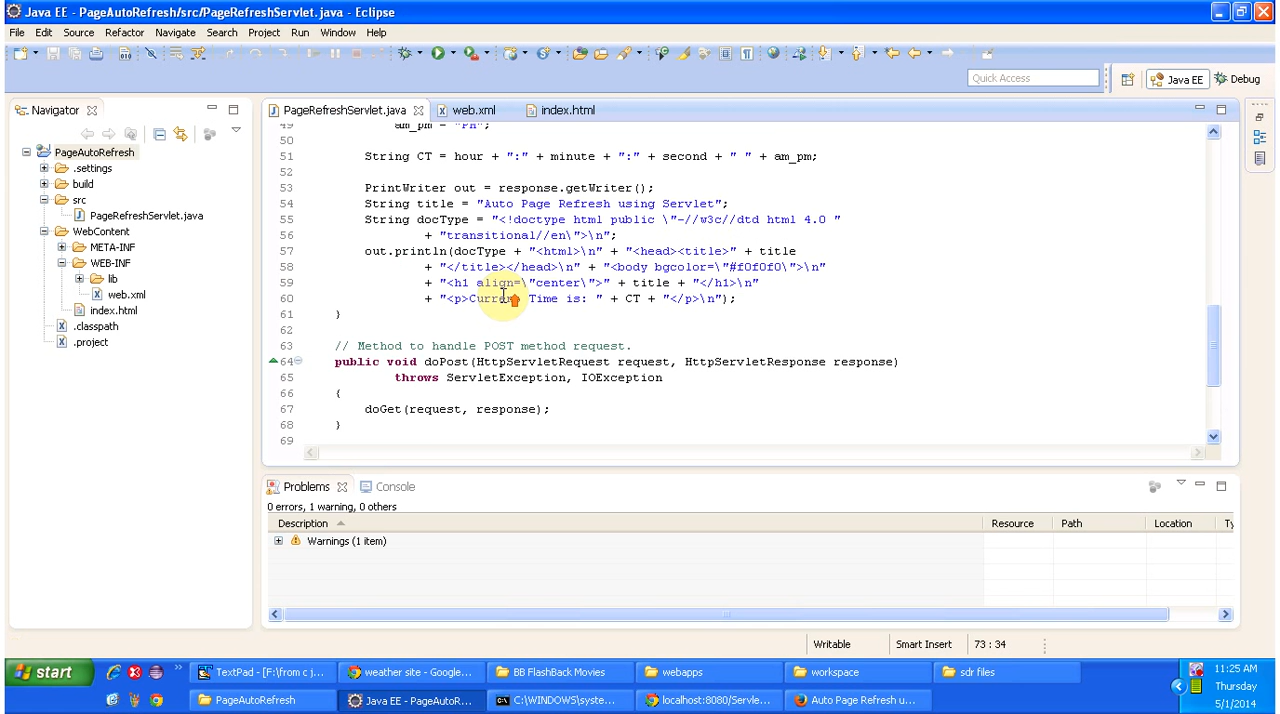 Java EE - PageAutoRefresh/src/PageRefreshServlet.java - Eclipse
File Edit Source Refactor Navigate Search Project Run Window Help
Quick Access
Java EE
Debug
Navigator
PageRefreshServlet.java
web.xml
index.html
PageAutoRefresh
.settings
build
src
PageRefreshServlet.java
WebContent
META-INF
WEB-INF
lib
web.xml
index.html
.classpath
.project
49 am_pm = "PM";
50
51 String CT = hour + ":" + minute + ":" + second + " " + am_pm;
52
53 PrintWriter out = response.getWriter();
54 String title = "Auto Page Refresh using Servlet";
55 String docType = "<!doctype html public \"-//w3c//dtd html 4.0 "
56 + "transitional//en\">\n";
57 out.println(docType + "<html>\n" + "<head><title>" + title
58 + "</title></head>\n" + "<body bgcolor=\"#f0f0f0\">\n"
59 + "<h1 align=\"center\">" + title + "</h1>\n"
60 + "<p>Current Time is: " + CT + "</p>\n");
61 }
62
63 // Method to handle POST method request.
64 public void doPost(HttpServletRequest request, HttpServletResponse response)
65 throws ServletException, IOException
66 {
67 doGet(request, response);
68 }
69
Problems
Console
0 errors, 1 warning, 0 others
Description Resource Path Location Ty
Warnings (1 item)
Writable Smart Insert 73 : 34
start
TextPad - [F:\from c j...
weather site - Google...
BB FlashBack Movies
webapps
workspace
sdr files
11:25 AM
Thursday
5/1/2014
PageAutoRefresh
Java EE - PageAutoR...
C:\WINDOWS\syste...
localhost:8080/Servle...
Auto Page Refresh u...